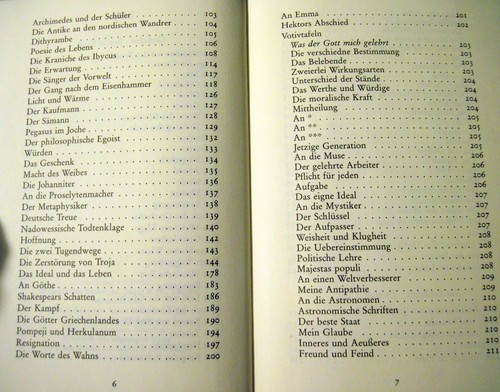 Archimedes und der Schüler 103
Die Antike an den nordischen Wandrer 104
Dithyrambe 105
Poesie des Lebens 106
Die Kraniche des Ibycus 108
Die Erwartung 114
Die Sänger der Vorwelt 117
Der Gang nach dem Eisenhammer 118
Licht und Wärme 126
Der Kaufmann 127
Der Sämann 128
Pegasus im Joche 129
Der philosophische Egoist 132
Würden 133
Das Geschenk 134
Macht des Weibes 135
Die Johanniter 136
An die Proselytenmacher 137
Der Metaphysiker 138
Deutsche Treue 139
Nadowessische Todtenklage 140
Hoffnung 142
Die zwei Tugendwege 143
Die Zerstörung von Troja 144
Das Ideal und das Leben 178
An Göthe 183
Shakespears Schatten 186
Der Kampf 189
Die Götter Griechenlandes 190
Pompeji und Herkulanum 194
Resignation 197
Die Worte des Wahns 200
6
An Emma 201
Hektors Abschied 202
Votivtafeln
Was der Gott mich gelehrt 203
Die verschiedne Bestimmung 203
Das Belebende 203
Zweierlei Wirkungsarten 203
Unterschied der Stände 204
Das Werthe und Würdige 204
Die moralische Kraft 204
Mittheilung 204
An * 205
An ** 205
An *** 205
Jetzige Generation 205
An die Muse 206
Der gelehrte Arbeiter 206
Pflicht für jeden 206
Aufgabe 206
Das eigne Ideal 207
An die Mystiker 207
Der Schlüssel 207
Der Aufpasser 207
Weisheit und Klugheit 208
Die Uebereinstimmung 208
Politische Lehre 208
Majestas populi 208
An einen Weltverbesserer 209
Meine Antipathie 209
An die Astronomen 210
Astronomische Schriften 210
Der beste Staat 210
Mein Glaube 210
Inneres und Aeußeres 210
Freund und Feind 211
7